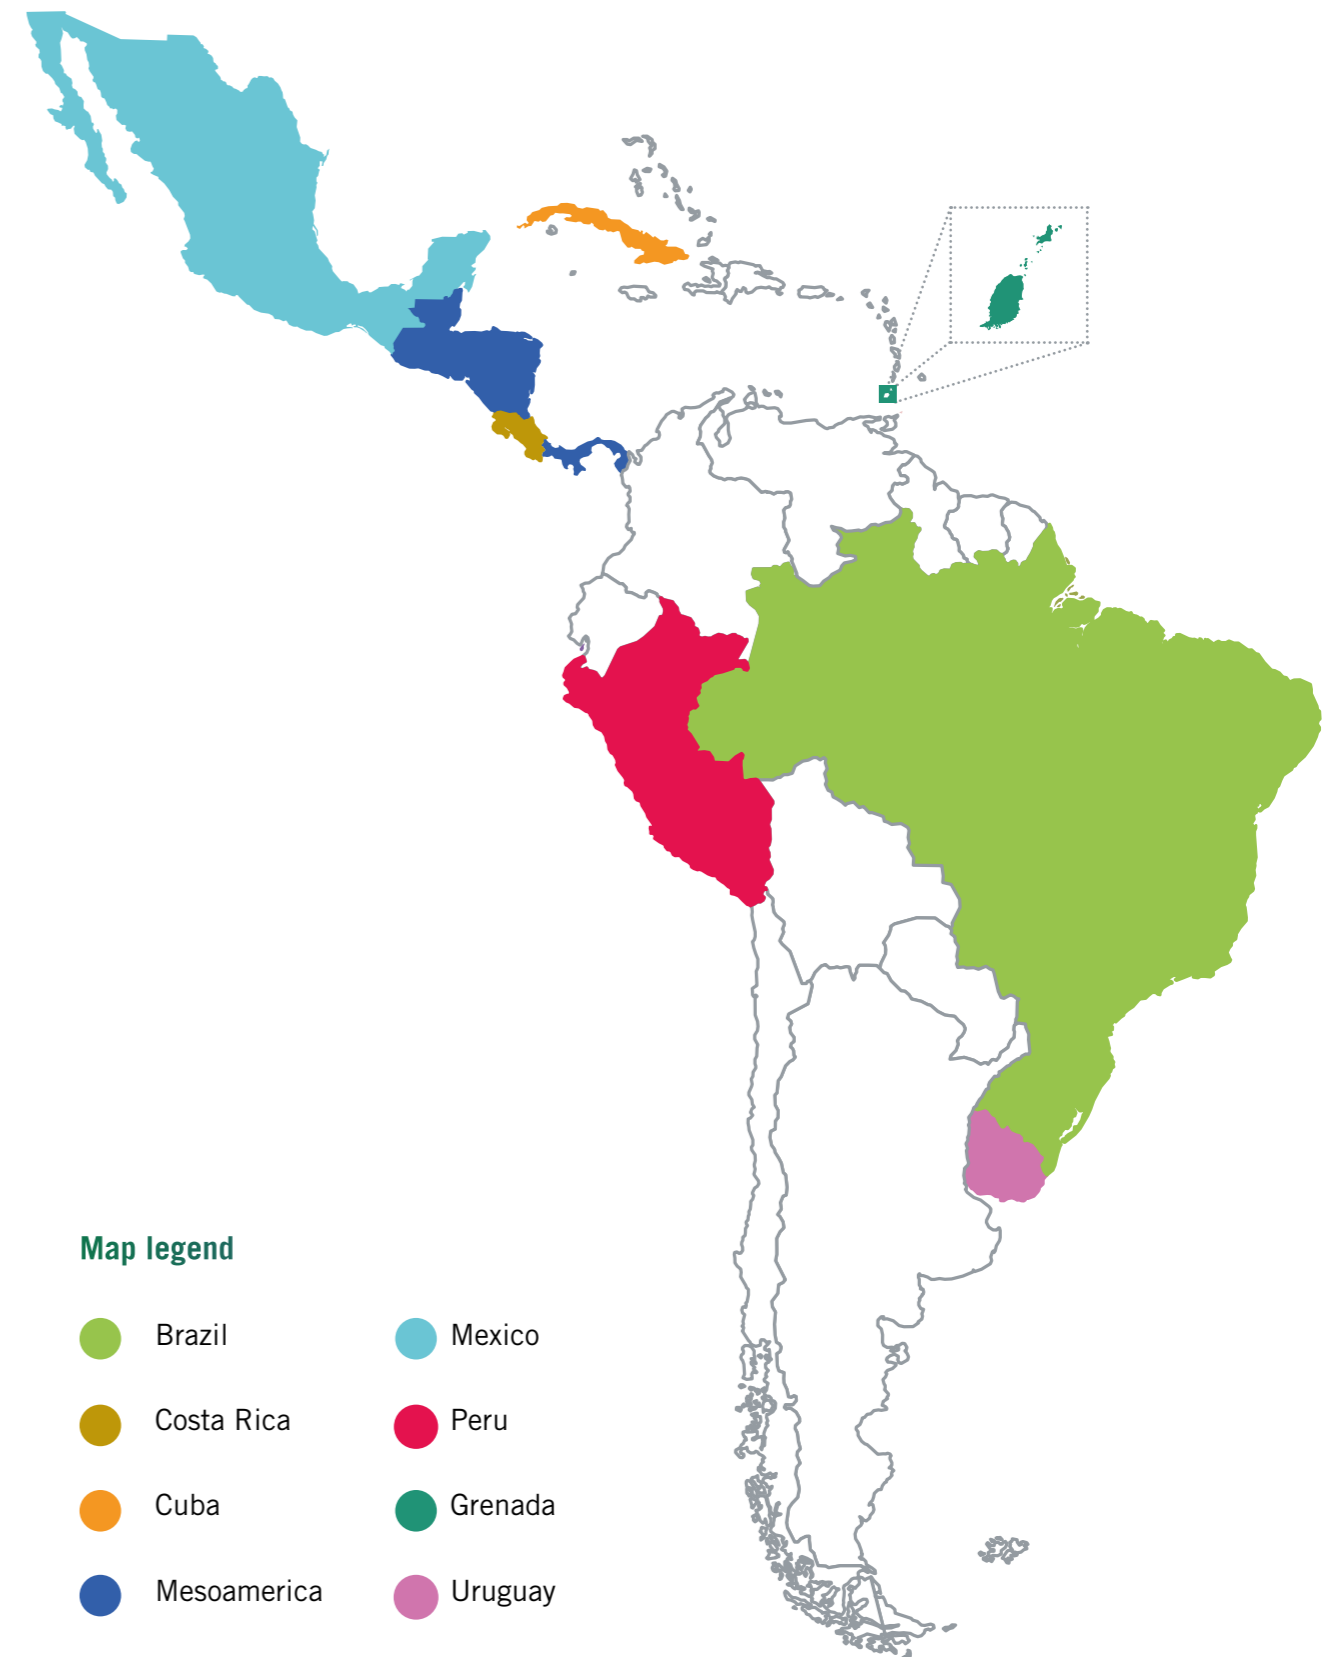 Map legend
Brazil
Costa Rica
Cuba
Mesoamerica
Mexico
Peru
Grenada
Uruguay